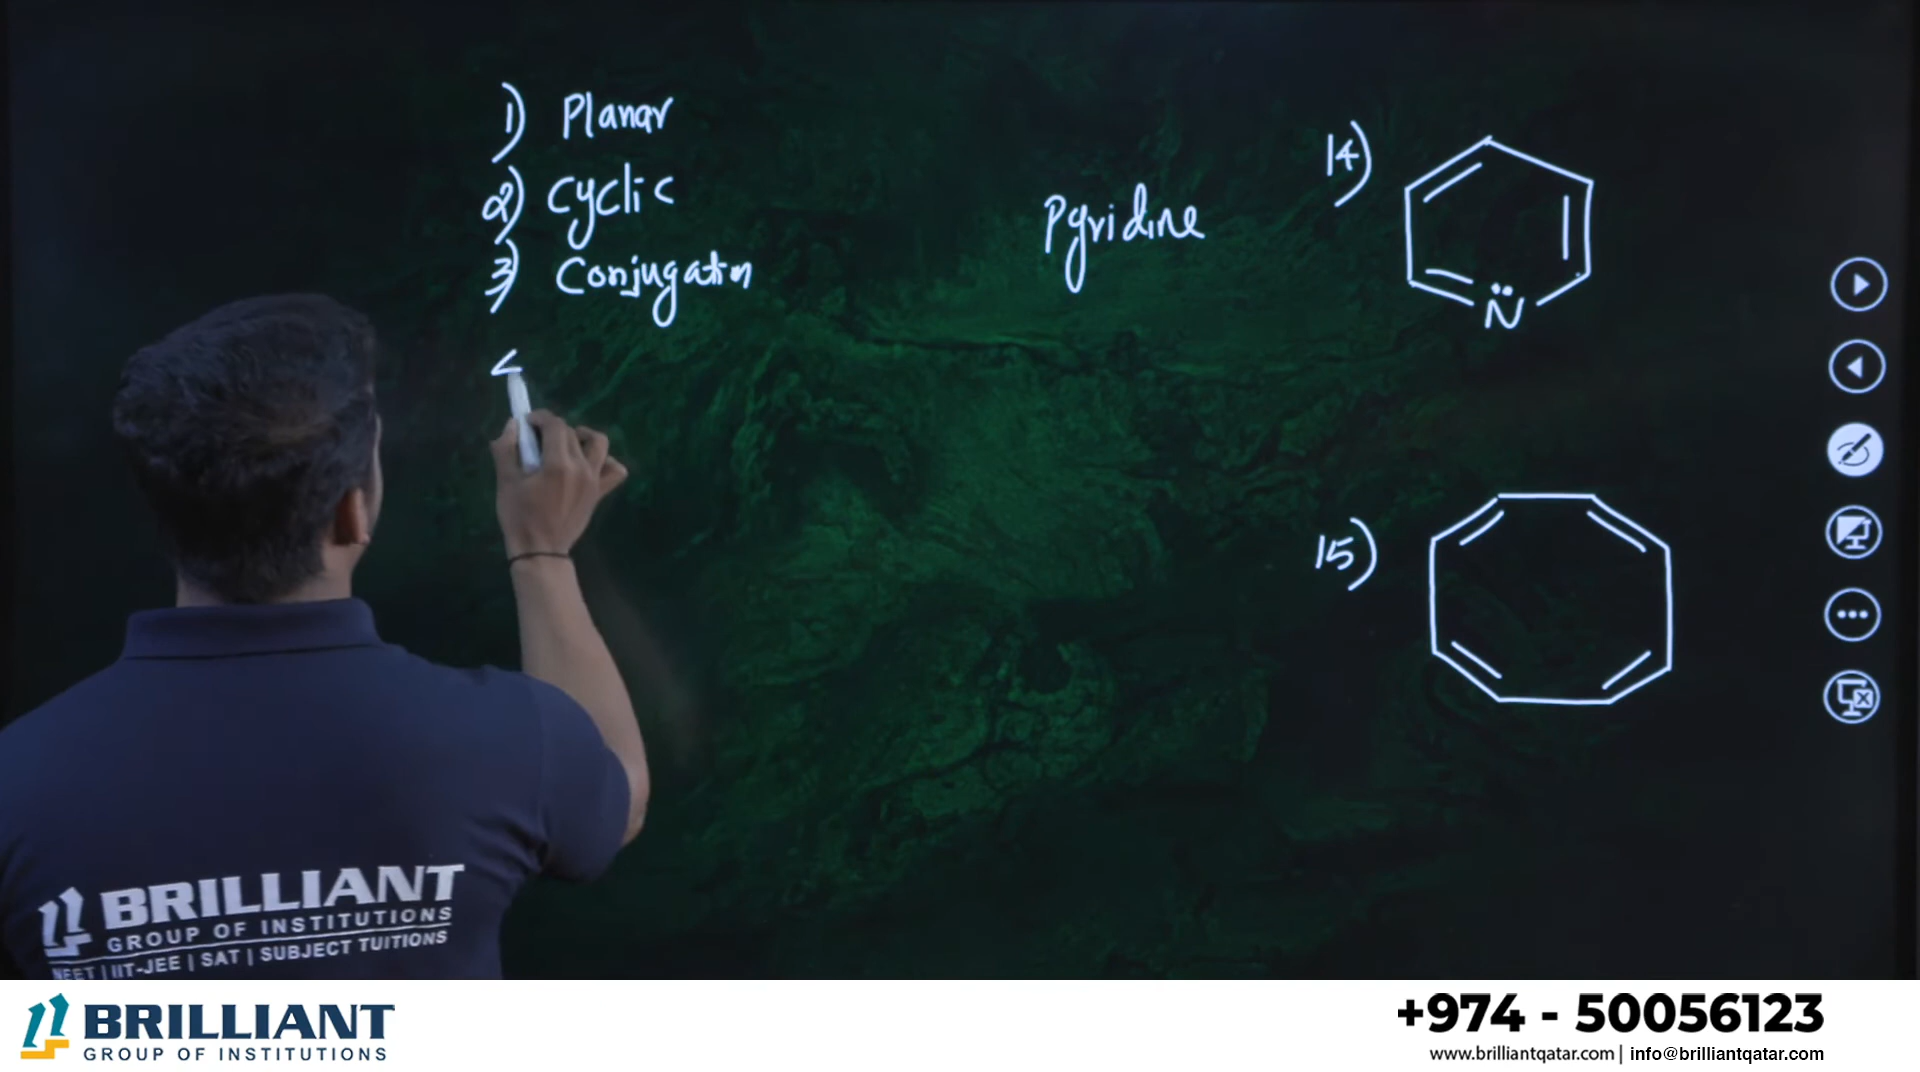 1) Planar
2) Cyclic
3) Conjugation
Pyridine
14)
N
15)
BRILLIANT
GROUP OF INSTITUTIONS
NEET | IIT-JEE | SAT | SUBJECT TUITIONS
BRILLIANT
GROUP OF INSTITUTIONS
+974 - 50056123
www.brilliantqatar.com | info@brilliantqatar.com